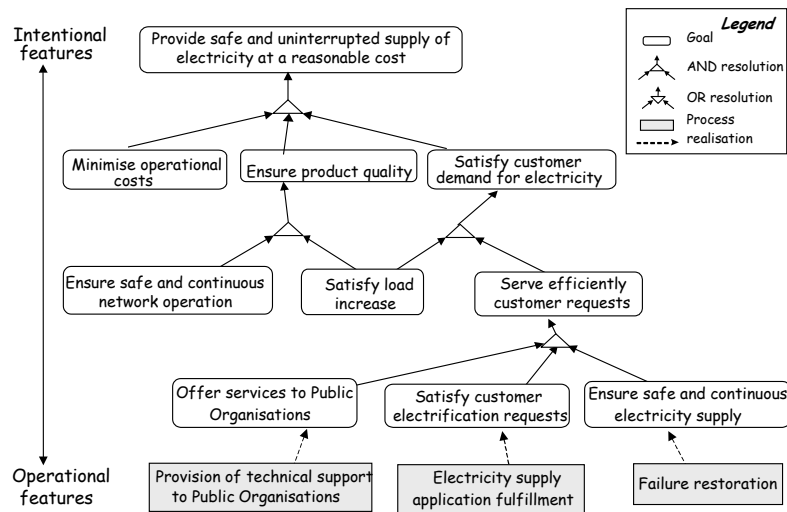 Intentional
features
Provide safe and uninterrupted supply of
electricity at a reasonable cost
Legend
Goal
AND resolution
OR resolution
Process
realisation
Minimise operational
costs
Ensure product quality
Satisfy customer
demand for electricity
Ensure safe and continuous
network operation
Satisfy load
increase
Serve efficiently
customer requests
Offer services to Public
Organisations
Satisfy customer
electrification requests
Ensure safe and continuous
electricity supply
Operational
features
Provision of technical support
to Public Organisations
Electricity supply
application fulfillment
Failure restoration